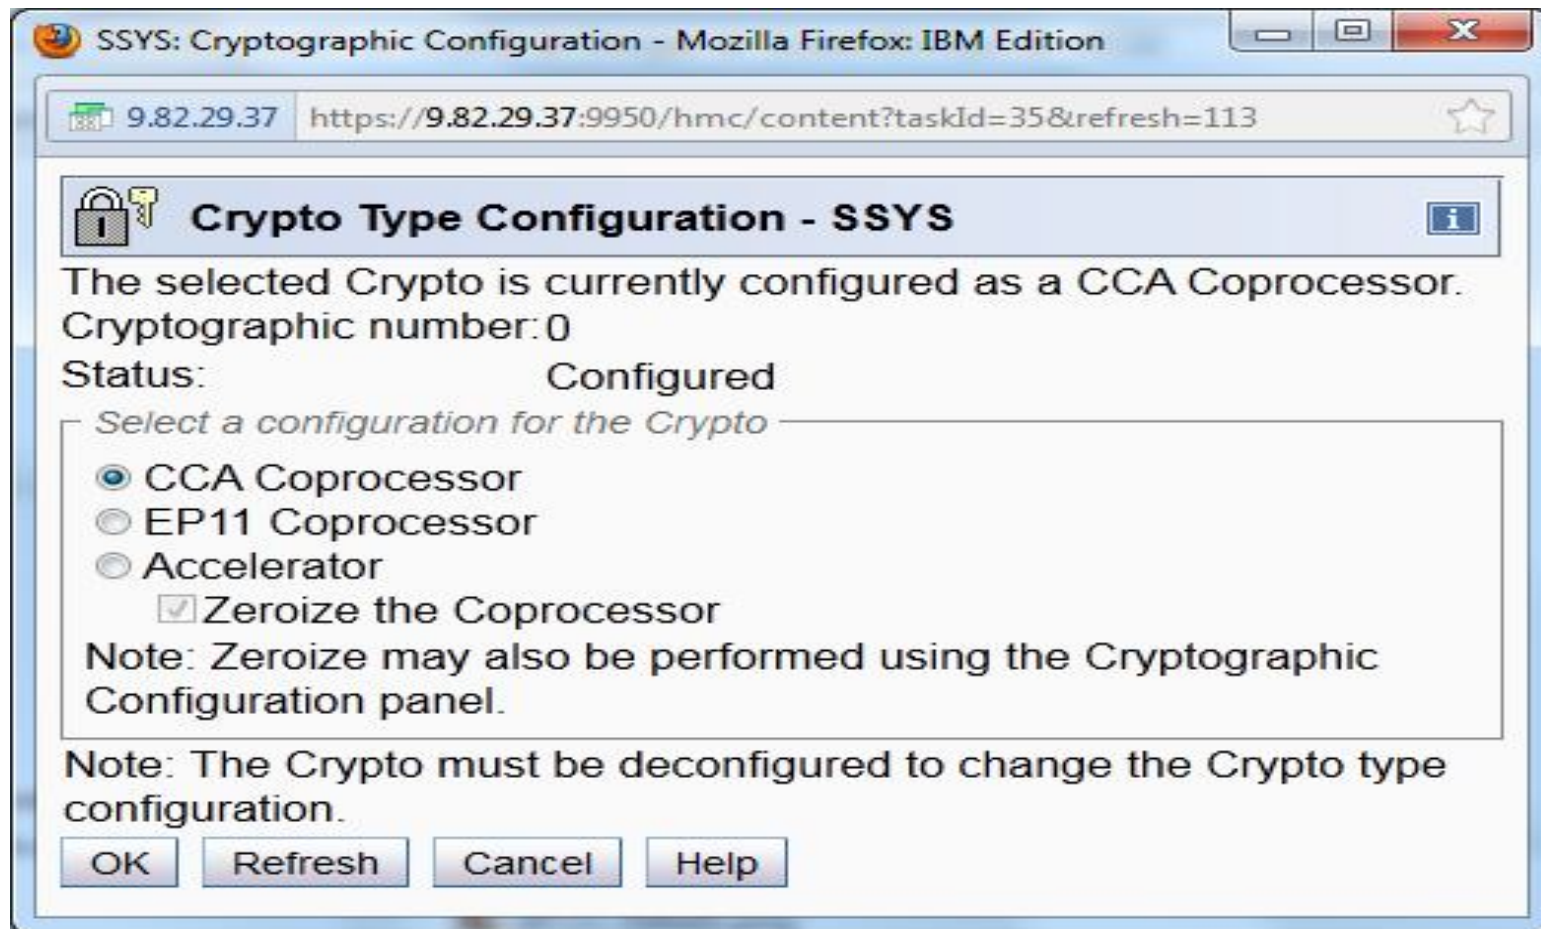 SSYS: Cryptographic Configuration - Mozilla Firefox: IBM Edition
9.82.29.37 https://9.82.29.37:9950/hmc/content?taskId=35&refresh=113
Crypto Type Configuration - SSYS
The selected Crypto is currently configured as a CCA Coprocessor.
Cryptographic number: 0
Status: Configured
Select a configuration for the Crypto
CCA Coprocessor
EP11 Coprocessor
Accelerator
Zeroize the Coprocessor
Note: Zeroize may also be performed using the Cryptographic
Configuration panel.
Note: The Crypto must be deconfigured to change the Crypto type
configuration.
OK Refresh Cancel Help